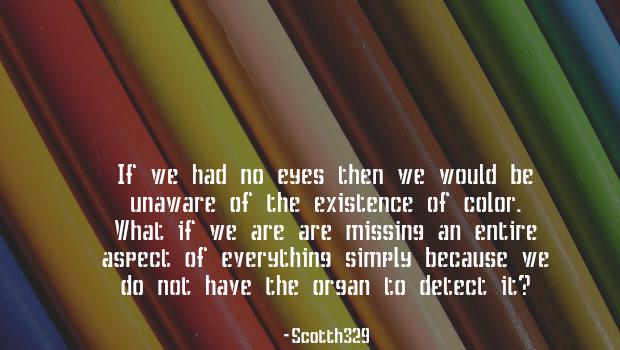 If we had no eyes then we would be
unaware of the existence of color.
What if we are are missing an entire
aspect of everything simply because we
do not have the organ to detect it?
-Scotth329